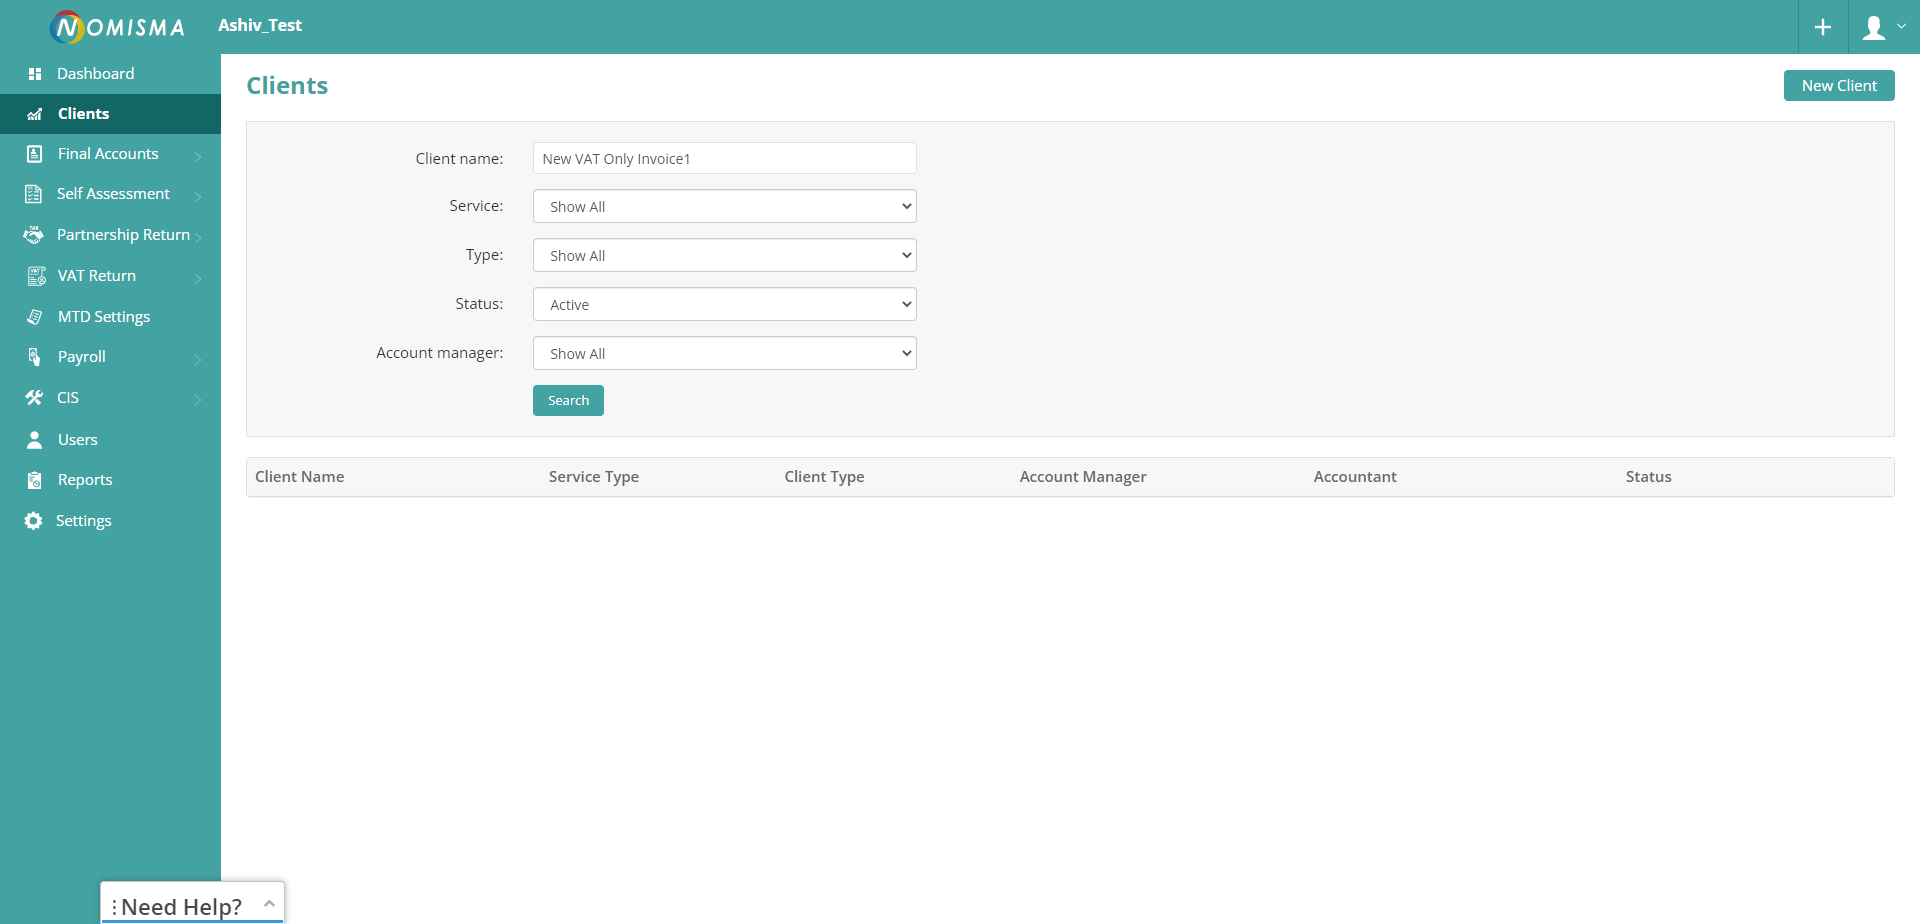 NOMISMA
Ashiv_Test
Dashboard
Clients
Final Accounts
Self Assessment
Partnership Return
VAT Return
MTD Settings
Payroll
CIS
Users
Reports
Settings
Clients
New Client
Client name: New VAT Only Invoice1
Service: Show All
Type: Show All
Status: Active
Account manager: Show All
Search
Client Name Service Type Client Type Account Manager Accountant Status
Need Help?